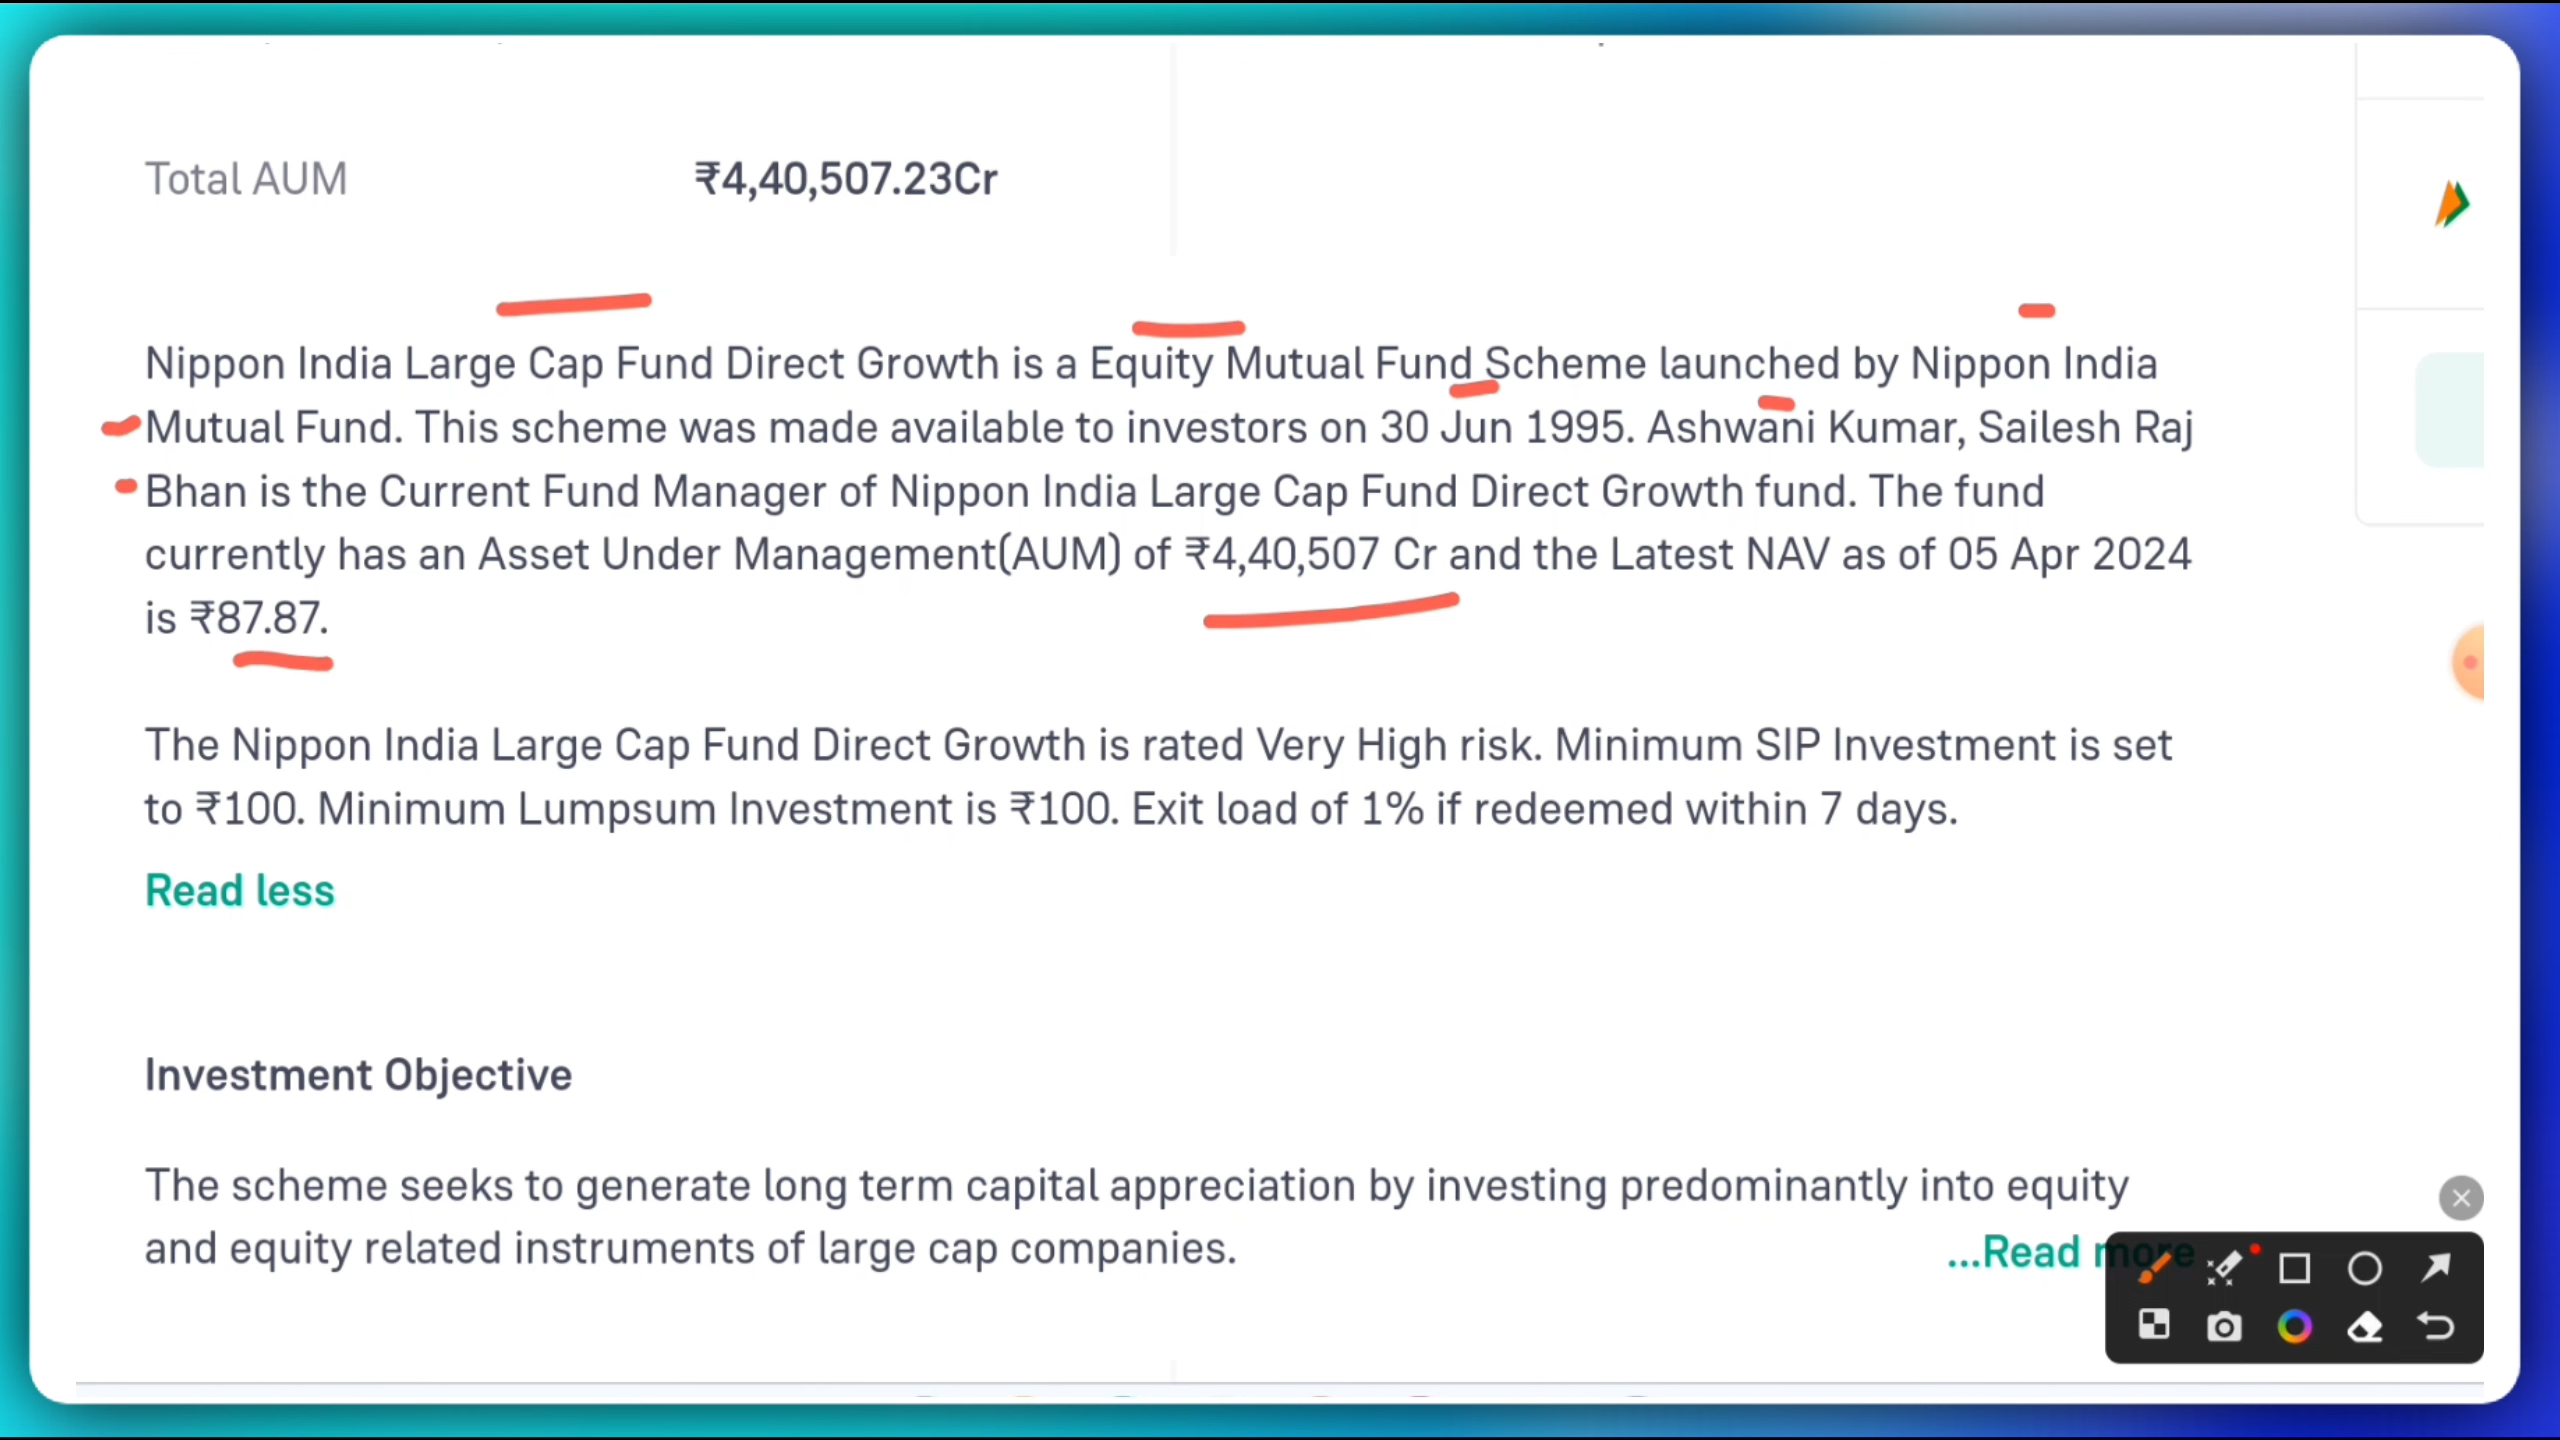 Total AUM ₹4,40,507.23Cr
Nippon India Large Cap Fund Direct Growth is a Equity Mutual Fund Scheme launched by Nippon India
Mutual Fund. This scheme was made available to investors on 30 Jun 1995. Ashwani Kumar, Sailesh Raj
Bhan is the Current Fund Manager of Nippon India Large Cap Fund Direct Growth fund. The fund
currently has an Asset Under Management(AUM) of ₹4,40,507 Cr and the Latest NAV as of 05 Apr 2024
is ₹87.87.
The Nippon India Large Cap Fund Direct Growth is rated Very High risk. Minimum SIP Investment is set
to ₹100. Minimum Lumpsum Investment is ₹100. Exit load of 1% if redeemed within 7 days.
Read less
Investment Objective
The scheme seeks to generate long term capital appreciation by investing predominantly into equity
and equity related instruments of large cap companies. ...Read more